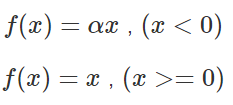 f(x) = αx , (x < 0)
f(x) = x , (x >= 0)